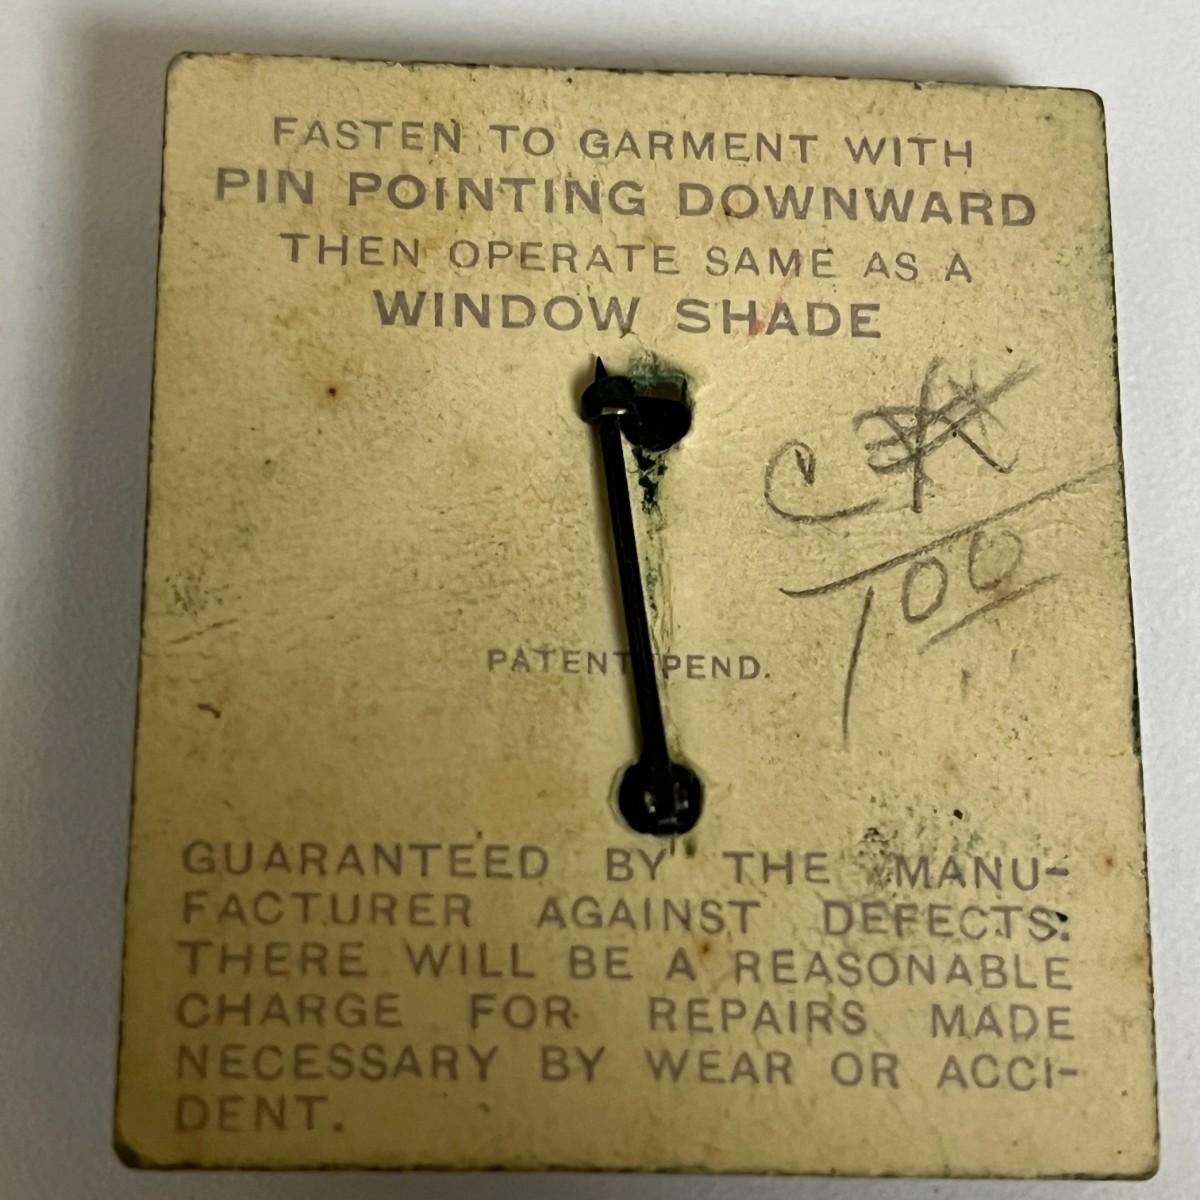 FASTEN TO GARMENT WITH
PIN POINTING DOWNWARD
THEN OPERATE SAME AS A
WINDOW SHADE
100
PATENT PEND.
GUARANTEED BY THE MANU-
FACTURER AGAINST DEFECTS.
THERE WILL BE A REASONABLE
CHARGE FOR REPAIRS MADE
NECESSARY BY WEAR OR ACCI-
DENT.